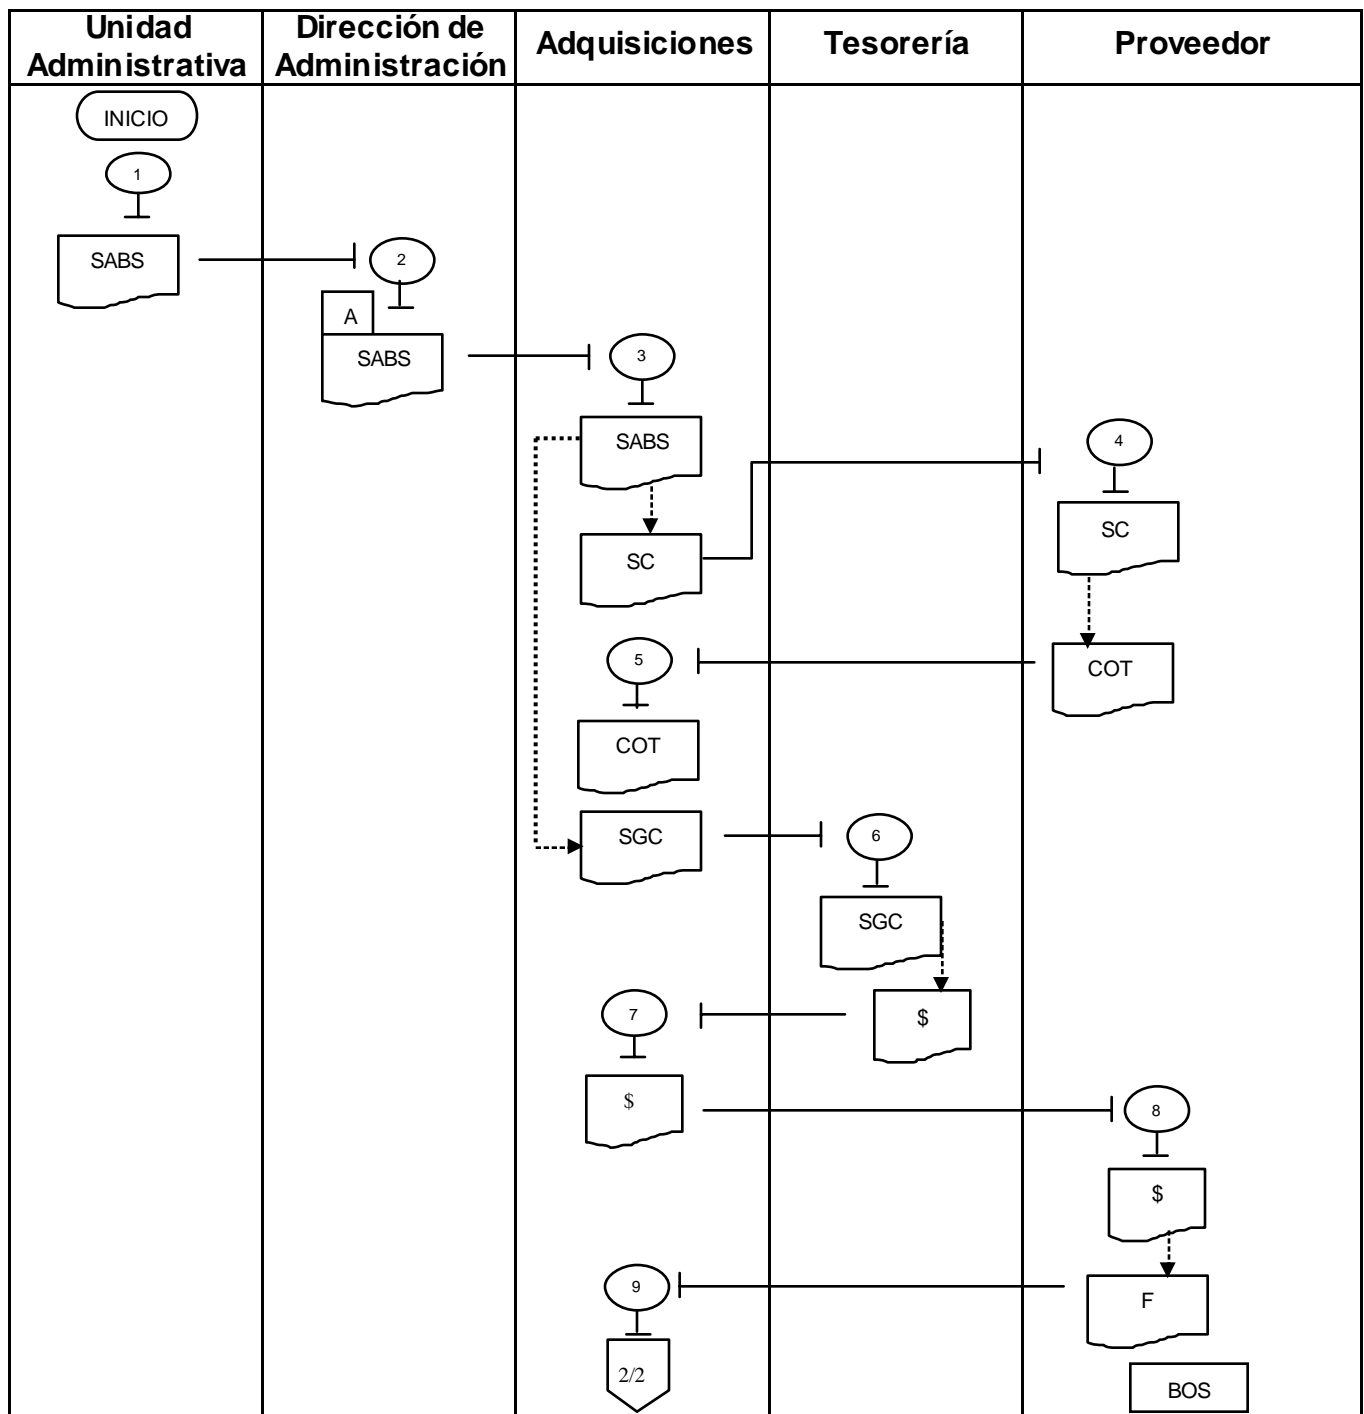 Unidad
Administrativa
Dirección de
Administración
Adquisiciones
Tesorería
Proveedor
INICIO
1
SABS
2
A
SABS
3
SABS
4
SC
SC
5
COT
COT
SGC
6
SGC
7
$
$
8
$
9
F
2/2
BOS